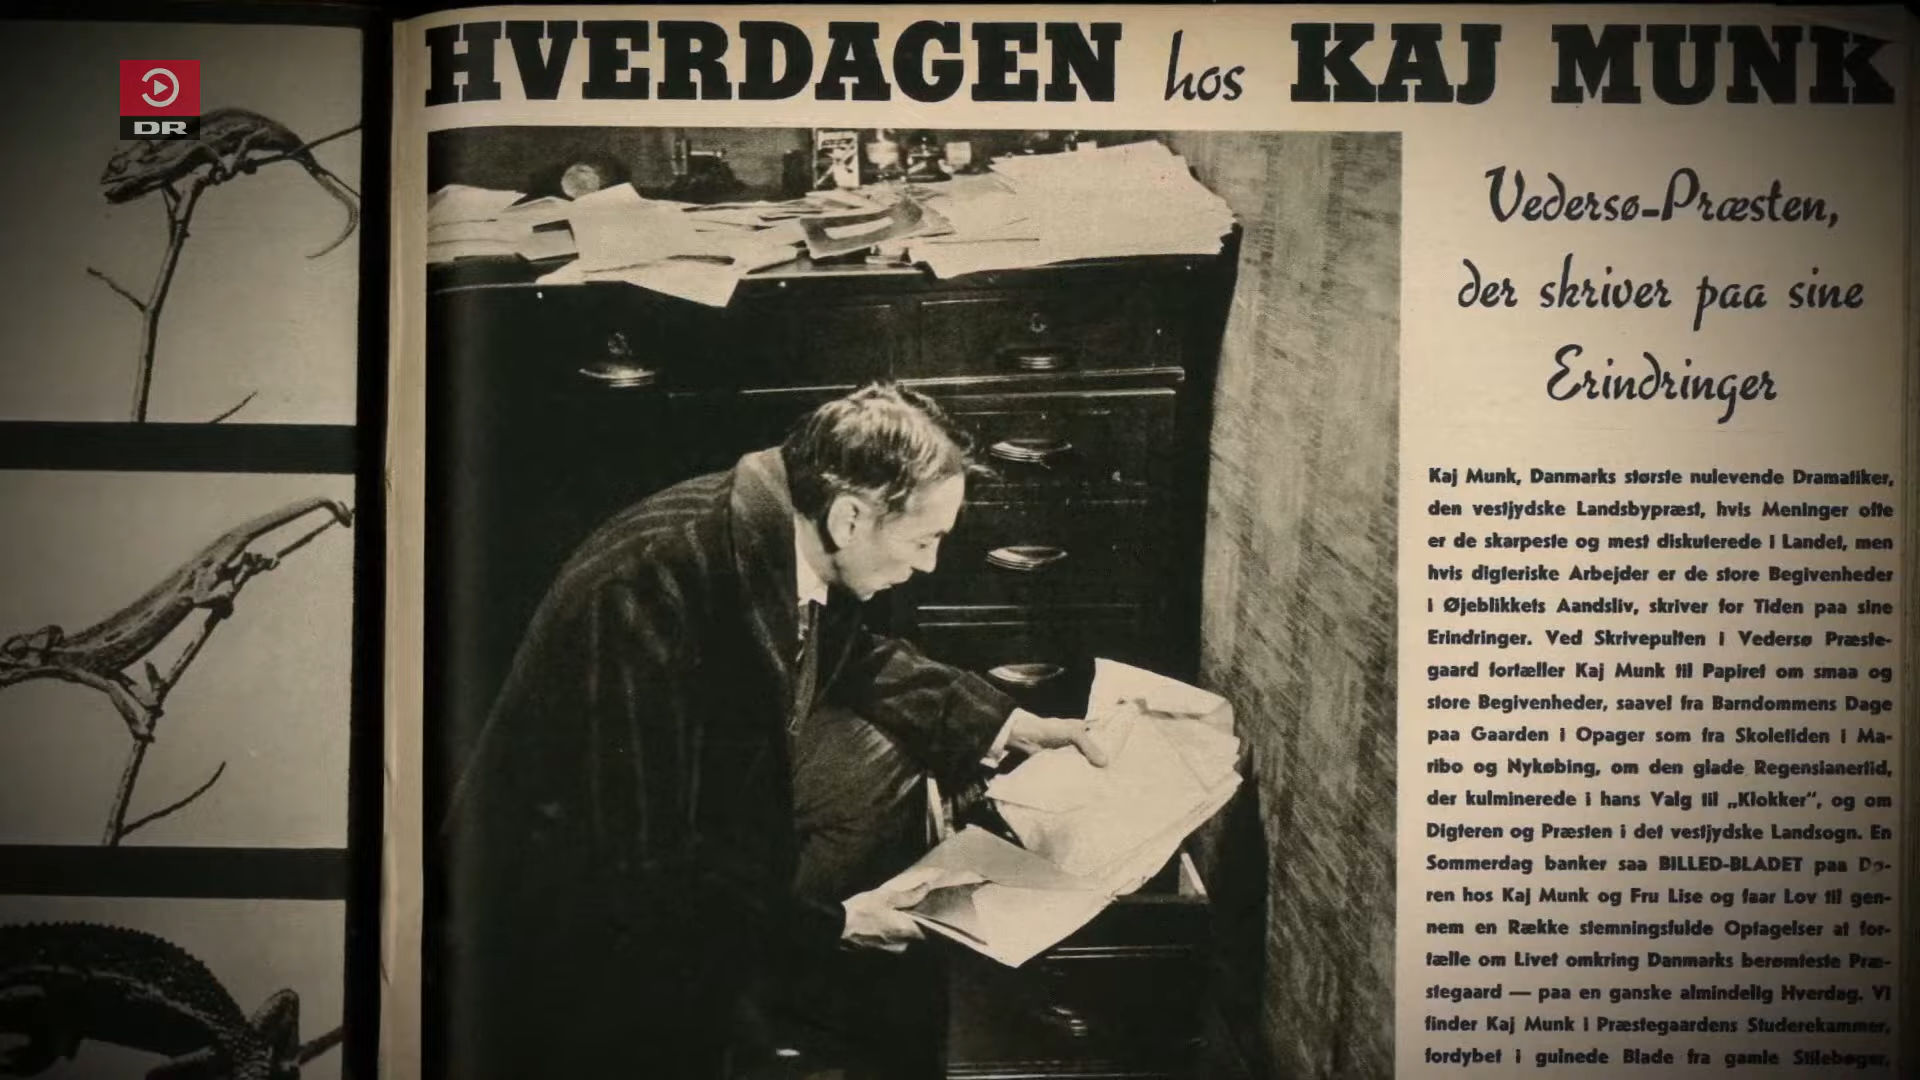 DR
HVERDAGEN hos KAJ MUNK
Vedersø-Præsten,
der skriver paa sine
Erindringer
Kaj Munk, Danmarks største nulevende Dramatiker,
den vestjydske Landsbypræst, hvis Meninger ofte
er de skarpeste og mest diskuterede i Landet, men
hvis digteriske Arbejder er de store Begivenheder
i Øjeblikkets Aandsliv, skriver for Tiden paa sine
Erindringer. Ved Skrivepulten i Vedersø Præste-
gaard fortæller Kaj Munk til Papiret om smaa og
store Begivenheder, saavel fra Barndommens Dage
paa Gaarden i Opager som fra Skoletiden i Ma-
ribo og Nykøbing, om den glade Regensianertid,
der kulminerede i hans Valg til „Klokker“, og om
Digteren og Præsten i det vestjydske Landsogn. En
Sommerdag banker saa BILLED-BLADET paa Dø-
ren hos Kaj Munk og Fru Lise og faar Lov til gen-
nem en Række stemningsfulde Optagelser at for-
tælle om Livet omkring Danmarks berømteste Præ-
stegaard — paa en ganske almindelig Hverdag. Vi
finder Kaj Munk i Præstegaardens Studerekammer,
fordybet i gulnede Blade fra gamle Stilebøger,